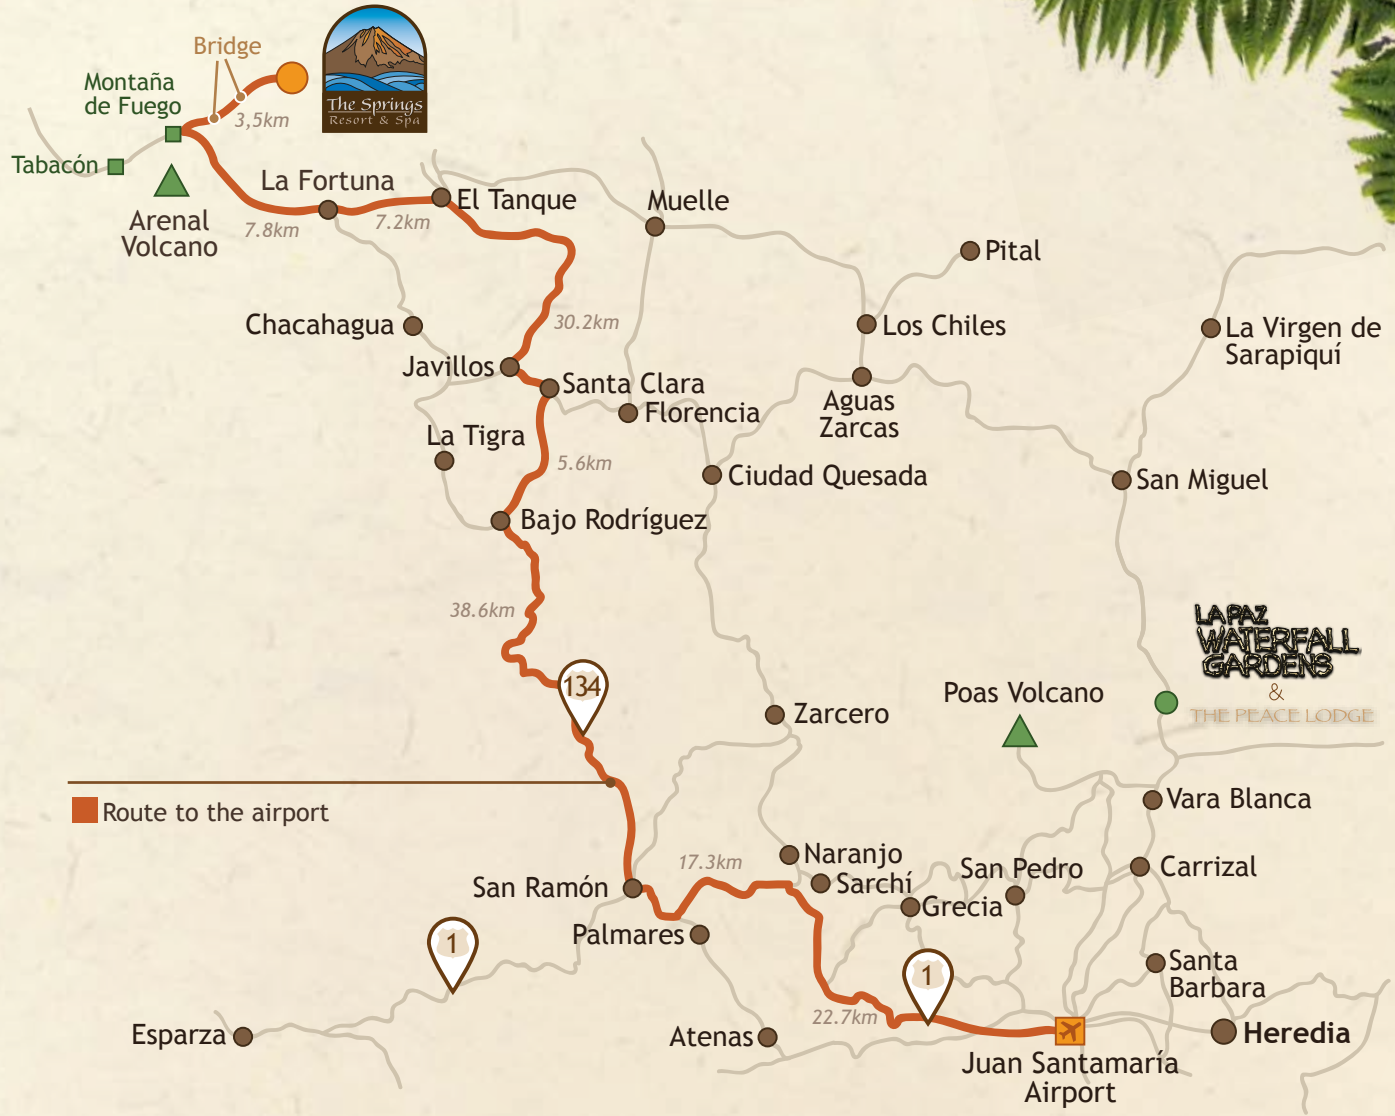 Bridge
The Springs
Resort & Spa
Montaña
de Fuego
3,5km
Tabacón
La Fortuna
El Tanque
Muelle
Arenal
Volcano
7.8km
7.2km
Pital
Chacahagua
30.2km
Los Chiles
La Virgen de
Sarapiquí
Javillos
Santa Clara
Florencia
Aguas
Zarcas
La Tigra
5.6km
Ciudad Quesada
San Miguel
Bajo Rodríguez
38.6km
LA PAZ
WATERFALL
GARDENS
&
THE PEACE LODGE
134
Poas Volcano
Zarcero
Route to the airport
Vara Blanca
17.3km
Naranjo
Sarchí
San Pedro
Carrizal
San Ramón
Grecia
Palmares
1
1
Santa
Barbara
22.7km
Esparza
Atenas
Heredia
Juan Santamaría
Airport